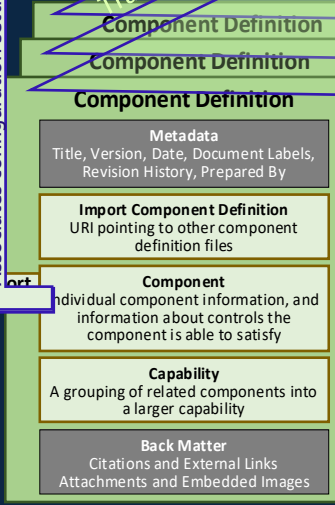 Component Definition
Component Definition
Component Definition
Metadata
Title, Version, Date, Document Labels,
Revision History, Prepared By
Import Component Definition
URI pointing to other component
definition files
Component
ndividual component information, and
information about controls the
component is able to satisfy
Capability
A grouping of related components into
a larger capability
Back Matter
Citations and External Links
Attachments and Embedded Images
ort